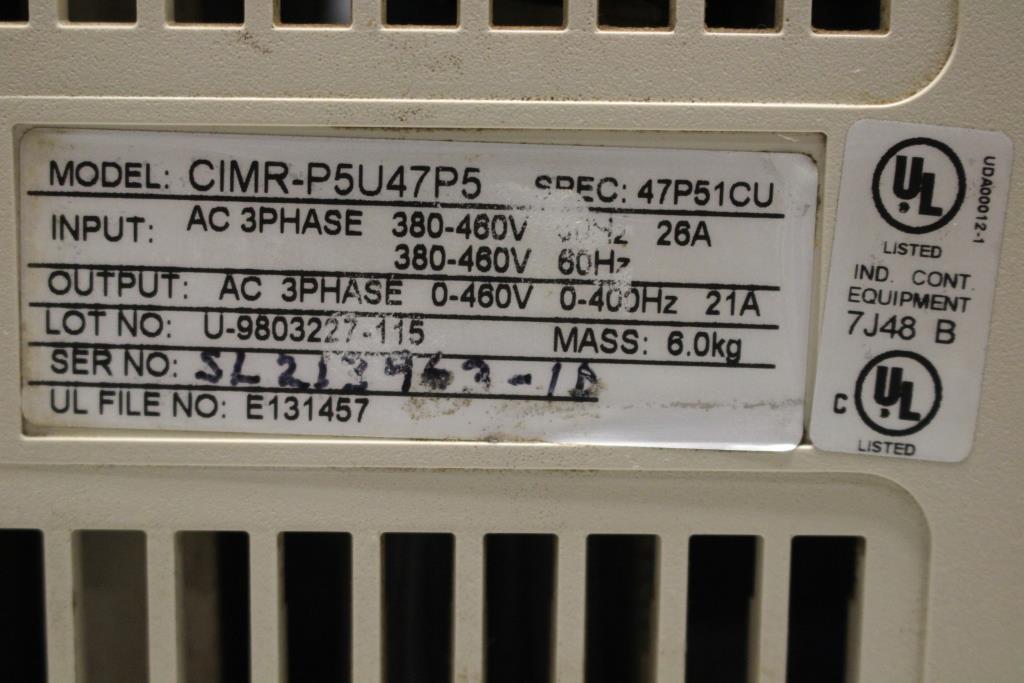 MODEL: CIMR-P5U47P5 SPEC: 47P51CU
INPUT: AC 3PHASE 380-460V 26A
380-460V 60Hz
OUTPUT: AC 3PHASE 0-460V 0-400Hz 21A
LOT NO: U-9803227-115 MASS: 6.0kg
SER NO:
UL FILE NO: E131457
UL
LISTED
IND. CONT.
EQUIPMENT
7J48 B
C UL
LISTED
UDA00012-1